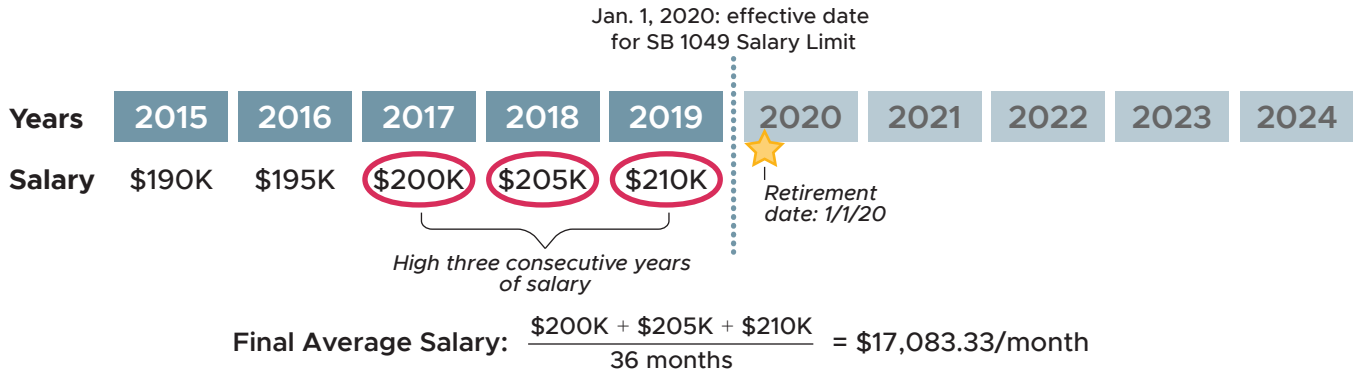 Jan. 1, 2020: effective date
for SB 1049 Salary Limit
Years 2015 2016 2017 2018 2019 2020 2021 2022 2023 2024
Salary $190K $195K $200K $205K $210K
Retirement
date: 1/1/20
High three consecutive years
of salary
Final Average Salary: $200K + $205K + $210K = $17,083.33/month
36 months